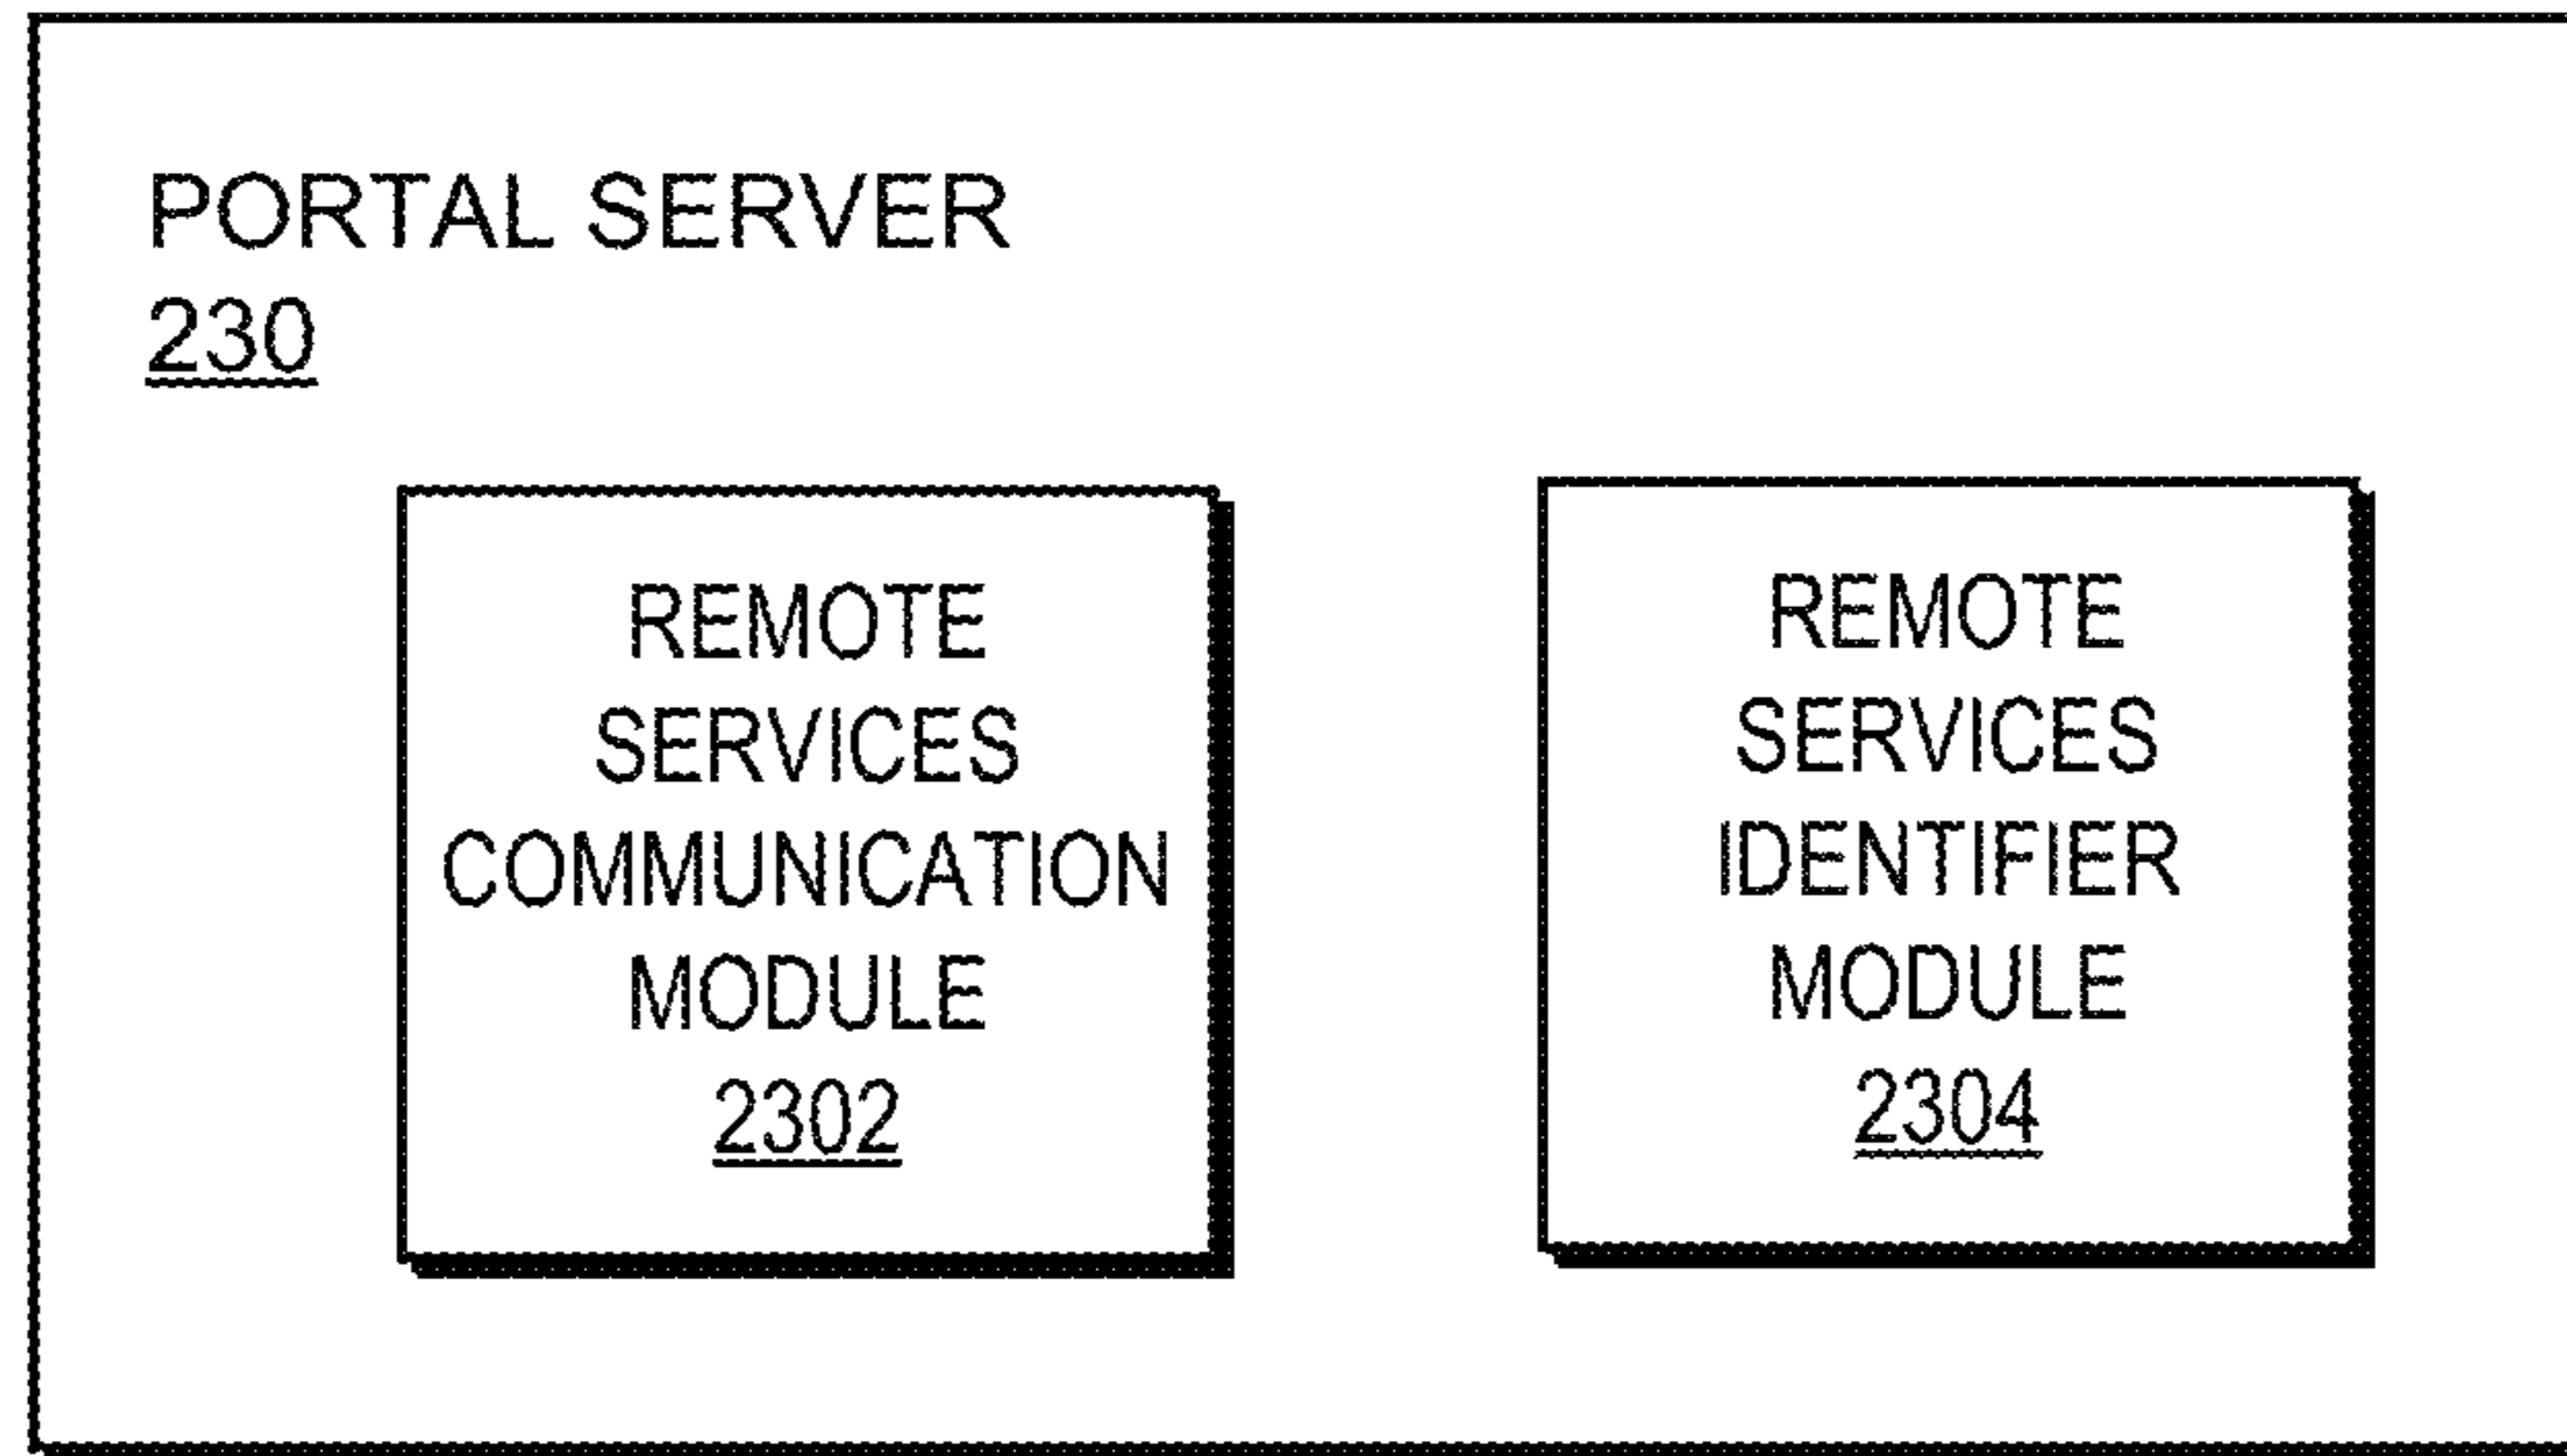 PORTAL SERVER
230
REMOTE
SERVICES
COMMUNICATION
MODULE
2302
REMOTE
SERVICES
IDENTIFIER
MODULE
2304